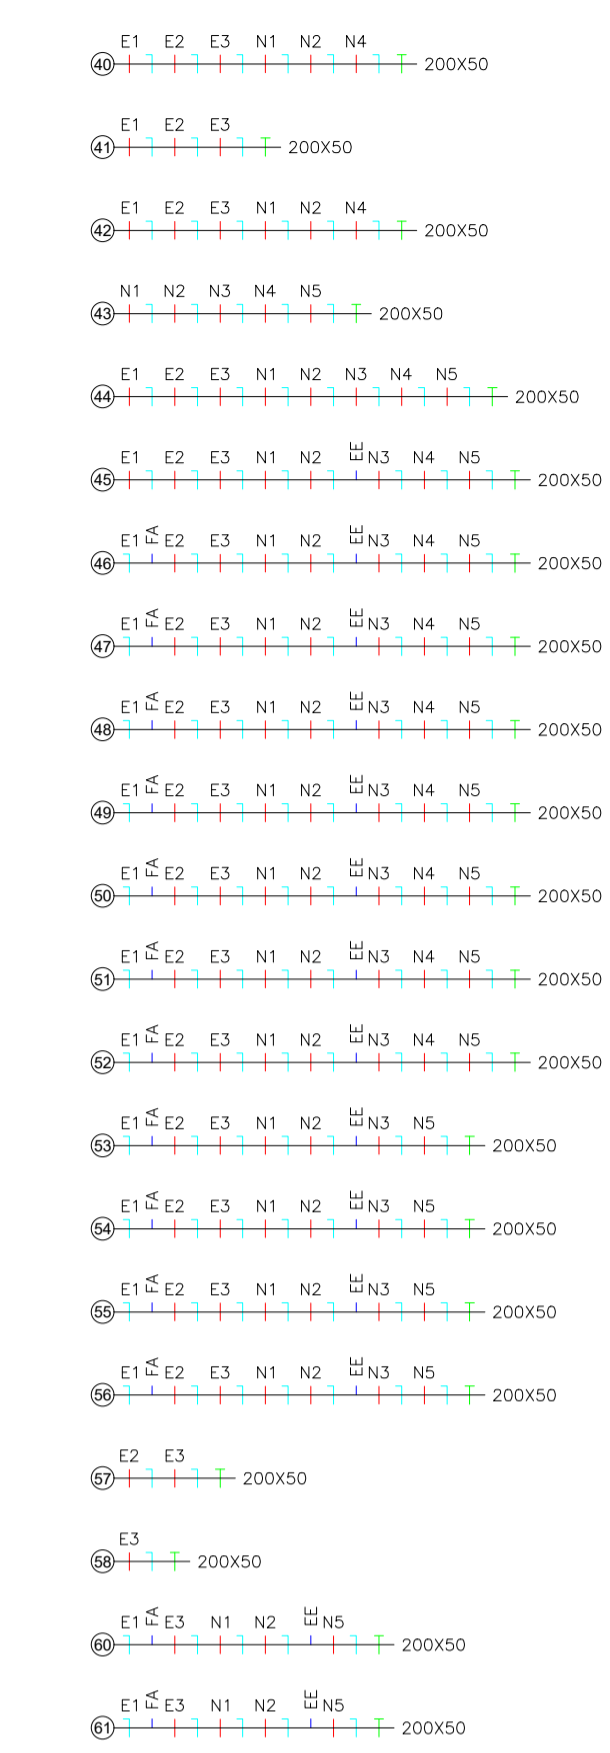 E1 E2 E3 N1 N2 N4
40 200X50
E1 E2 E3
41 200X50
E1 E2 E3 N1 N2 N4
42 200X50
N1 N2 N3 N4 N5
43 200X50
E1 E2 E3 N1 N2 N3 N4 N5
44 200X50
E1 E2 E3 N1 N2 EE N3 N4 N5
45 200X50
E1 FA E2 E3 N1 N2 EE N3 N4 N5
46 200X50
E1 FA E2 E3 N1 N2 EE N3 N4 N5
47 200X50
E1 FA E2 E3 N1 N2 EE N3 N4 N5
48 200X50
E1 FA E2 E3 N1 N2 EE N3 N4 N5
49 200X50
E1 FA E2 E3 N1 N2 EE N3 N4 N5
50 200X50
E1 FA E2 E3 N1 N2 EE N3 N4 N5
51 200X50
E1 FA E2 E3 N1 N2 EE N3 N4 N5
52 200X50
E1 FA E2 E3 N1 N2 EE N3 N5
53 200X50
E1 FA E2 E3 N1 N2 EE N3 N5
54 200X50
E1 FA E2 E3 N1 N2 EE N3 N5
55 200X50
E1 FA E2 E3 N1 N2 EE N3 N5
56 200X50
E2 E3
57 200X50
E3
58 200X50
E1 FA E3 N1 N2 EE N5
60 200X50
E1 FA E3 N1 N2 EE N5
61 200X50